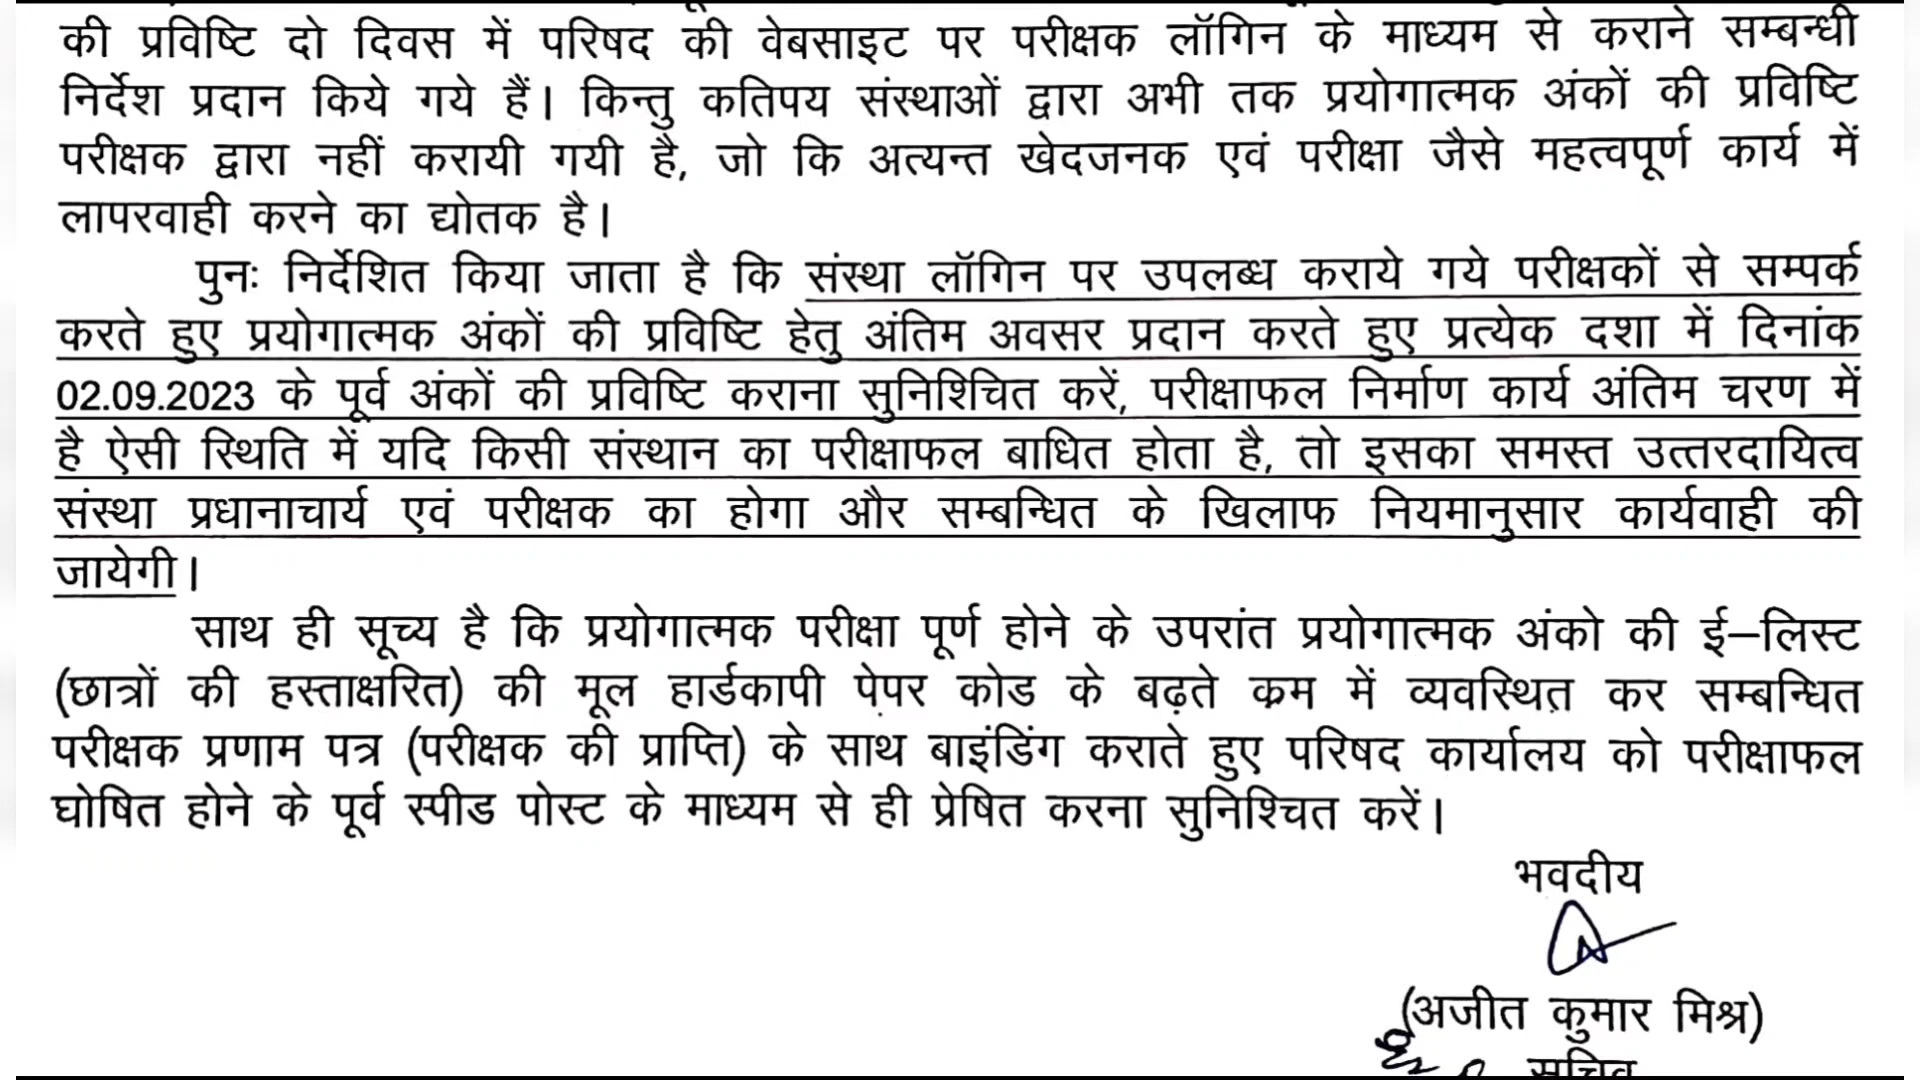 की प्रविष्टि दो दिवस में परिषद की वेबसाइट पर परीक्षक लॉगिन के माध्यम से कराने सम्बन्धी
निर्देश प्रदान किये गये हैं। किन्तु कतिपय संस्थाओं द्वारा अभी तक प्रयोगात्मक अंकों की प्रविष्टि
परीक्षक द्वारा नहीं करायी गयी है, जो कि अत्यन्त खेदजनक एवं परीक्षा जैसे महत्वपूर्ण कार्य में
लापरवाही करने का द्योतक है।
पुनः निर्देशित किया जाता है कि संस्था लॉगिन पर उपलब्ध कराये गये परीक्षकों से सम्पर्क
करते हुए प्रयोगात्मक अंकों की प्रविष्टि हेतु अंतिम अवसर प्रदान करते हुए प्रत्येक दशा में दिनांक
02.09.2023 के पूर्व अंकों की प्रविष्टि कराना सुनिश्चित करें, परीक्षाफल निर्माण कार्य अंतिम चरण में
है ऐसी स्थिति में यदि किसी संस्थान का परीक्षाफल बाधित होता है, तो इसका समस्त उत्तरदायित्व
संस्था प्रधानाचार्य एवं परीक्षक का होगा और सम्बन्धित के खिलाफ नियमानुसार कार्यवाही की
जायेगी।
साथ ही सूच्य है कि प्रयोगात्मक परीक्षा पूर्ण होने के उपरांत प्रयोगात्मक अंको की ई–लिस्ट
(छात्रों की हस्ताक्षरित) की मूल हार्डकापी पेपर कोड के बढ़ते क्रम में व्यवस्थित कर सम्बन्धित
परीक्षक प्रणाम पत्र (परीक्षक की प्राप्ति) के साथ बाइंडिंग कराते हुए परिषद कार्यालय को परीक्षाफल
घोषित होने के पूर्व स्पीड पोस्ट के माध्यम से ही प्रेषित करना सुनिश्चित करें।
भवदीय
(अजीत कुमार मिश्र)
सचिव